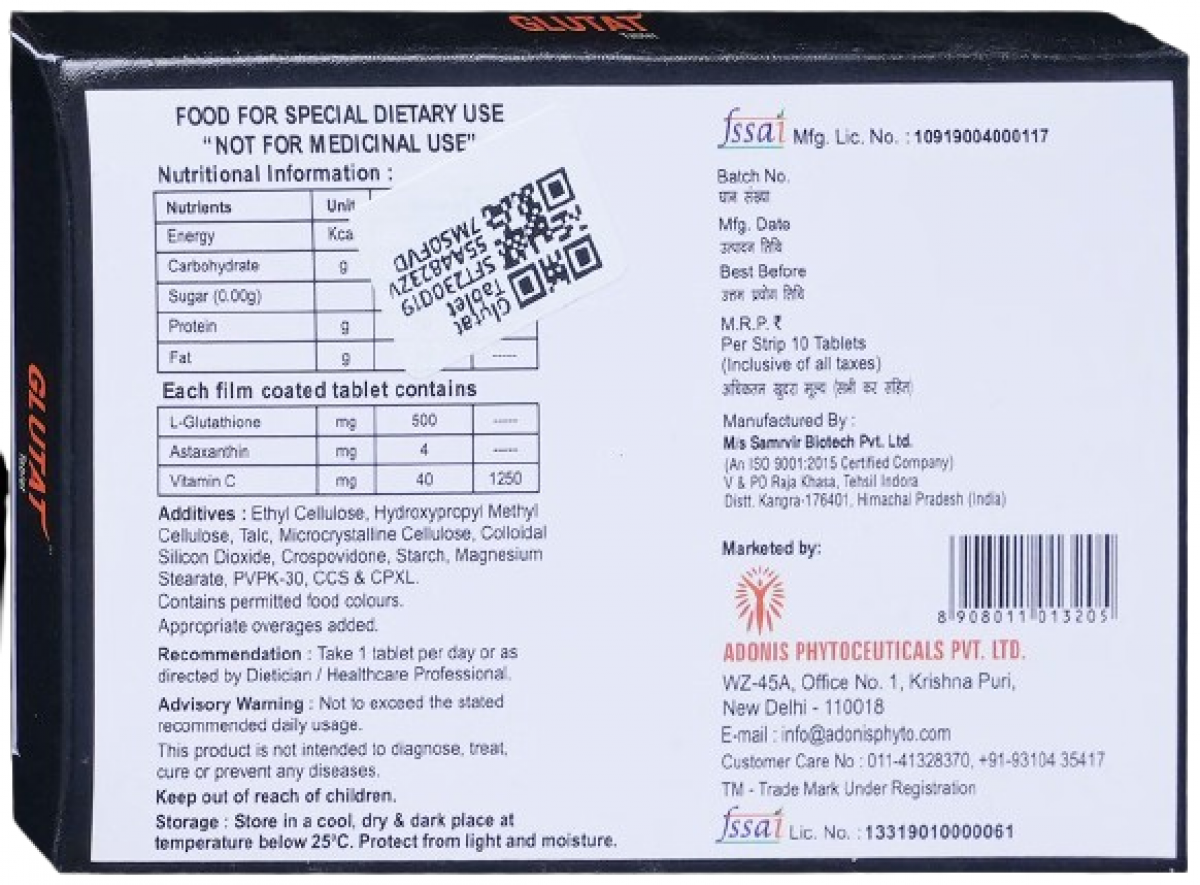 GLUTAT
Tablet
GLUTAT
FOOD FOR SPECIAL DIETARY USE
“NOT FOR MEDICINAL USE”
Nutritional Information :
Nutrients Unit
Energy Kca
Carbohydrate g
Sugar (0.00g)
Protein g
Fat g -----
Glutat
Tablet
SFT230019
55AA8232V
7MSOFVD
Each film coated tablet contains
L-Glutathione mg 500 -----
Astaxanthin mg 4 -----
Vitamin C mg 40 1250
Additives : Ethyl Cellulose, Hydroxypropyl Methyl
Cellulose, Talc, Microcrystalline Cellulose, Colloidal
Silicon Dioxide, Crospovidone, Starch, Magnesium
Stearate, PVPK-30, CCS & CPXL.
Contains permitted food colours.
Appropriate overages added.
Recommendation : Take 1 tablet per day or as
directed by Dietician / Healthcare Professional.
Advisory Warning : Not to exceed the stated
recommended daily usage.
This product is not intended to diagnose, treat,
cure or prevent any diseases.
Keep out of reach of children.
Storage : Store in a cool, dry & dark place at
temperature below 25°C. Protect from light and moisture.
fssai Mfg. Lic. No. : 10919004000117
Batch No.
घान संख्या
Mfg. Date
उत्पादन तिथि
Best Before
उत्तम प्रयोग तिथि
M.R.P. ₹
Per Strip 10 Tablets
(Inclusive of all taxes)
अधिकतम खुदरा मूल्य (सभी कर सहित)
Manufactured By :
M/s Samrvir Biotech Pvt. Ltd.
(An ISO 9001:2015 Certified Company)
V & PO Raja Khasa, Tehsil Indora
Distt. Kangra-176401, Himachal Pradesh (India)
Marketed by:
8 908011 013205
ADONIS PHYTOCEUTICALS PVT. LTD.
WZ-45A, Office No. 1, Krishna Puri,
New Delhi - 110018
E-mail : info@adonisphyto.com
Customer Care No : 011-41328370, +91-93104 35417
TM - Trade Mark Under Registration
fssai Lic. No. : 13319010000061